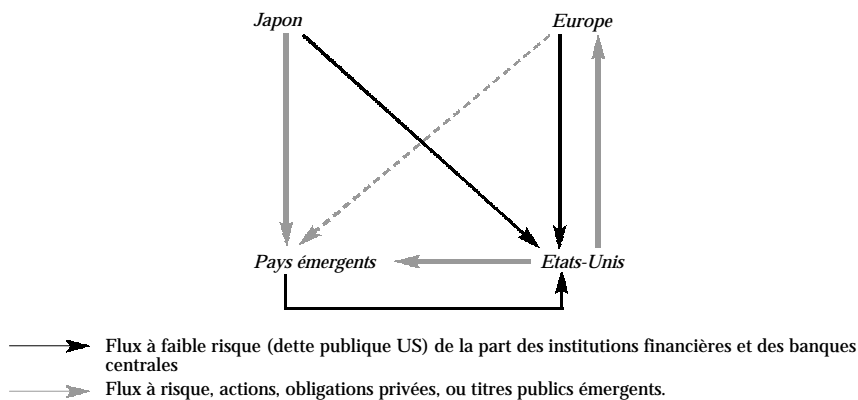 Japon Europe
Pays émergents Etats-Unis
Flux à faible risque (dette publique US) de la part des institutions financières et des banques
centrales
Flux à risque, actions, obligations privées, ou titres publics émergents.